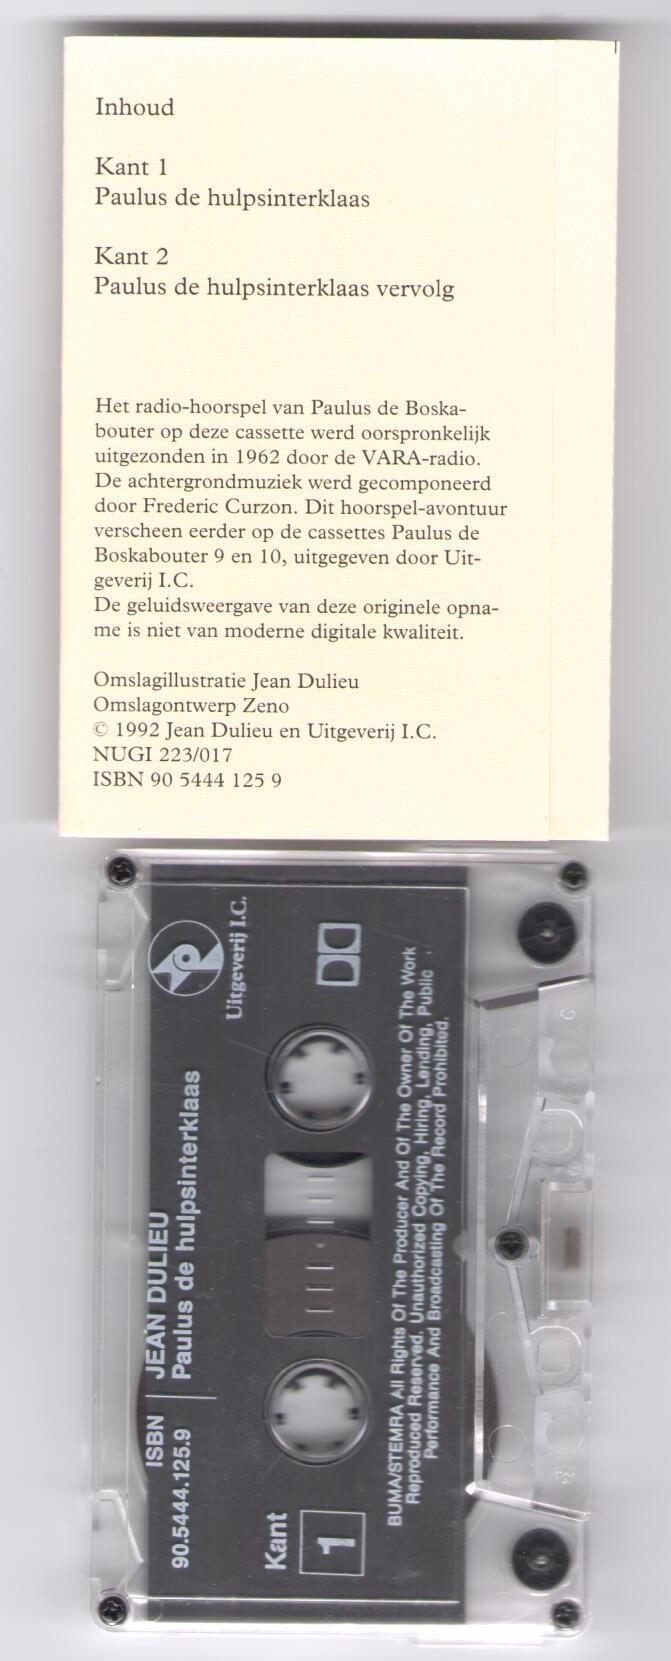 Inhoud
Kant 1
Paulus de hulpsinterklaas
Kant 2
Paulus de hulpsinterklaas vervolg
Het radio-hoorspel van Paulus de Boska-
bouter op deze cassette werd oorspronkelijk
uitgezonden in 1962 door de VARA-radio.
De achtergrondmuziek werd gecomponeerd
door Frederic Curzon. Dit hoorspel-avontuur
verscheen eerder op de cassettes Paulus de
Boskabouter 9 en 10, uitgegeven door Uit-
geverij I.C.
De geluidsweergave van deze originele opna-
me is niet van moderne digitale kwaliteit.
Omslagillustratie Jean Dulieu
Omslagontwerp Zeno
© 1992 Jean Dulieu en Uitgeverij I.C.
NUGI 223/017
ISBN 90 5444 125 9
ISBN
90.5444.125.9
JEAN DULIEU
Paulus de hulpsinterklaas
Uitgeverij I.C.
Kant
1
BUMA/STEMRA All Rights Of The Producer And Of The Owner Of The Work
Reproduced Reserved. Unauthorized Copying, Hiring, Lending, Public
Performance And Broadcasting Of The Record Prohibited.